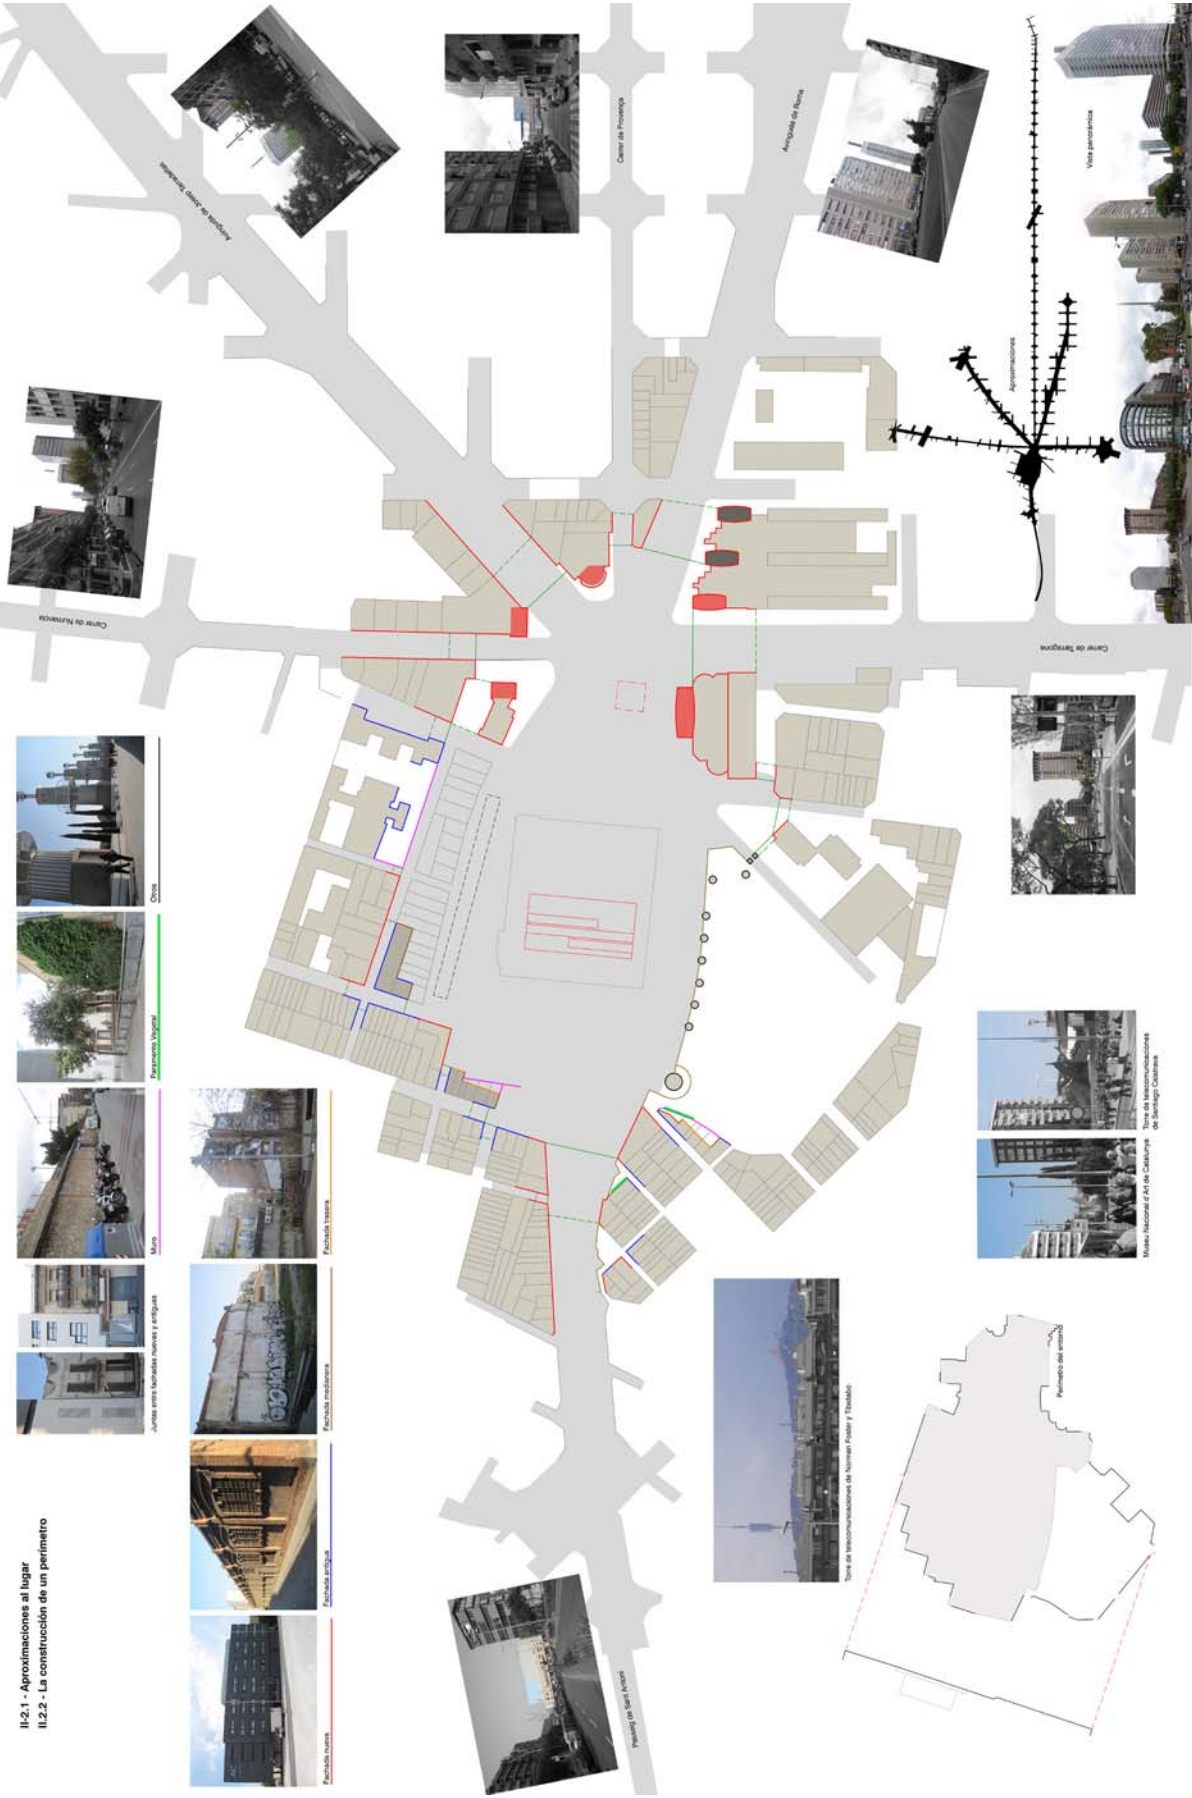 II-2.1 - Aproximaciones al lugar
II.2.2 - La construcción de un perímetro
Juntas entre fachadas nuevas y antiguas
Muro
Paramento Vegetal
Otros
Fachada nueva
Fachada antigua
Fachada medianera
Fachada trasera
Carrer de Numancia
Avinguda de Josep Tarradellas
Carrer de Provença
Avinguda de Roma
Passeig de Sant Antoni
Carrer de Tarragona
Aproximaciones
Vista panorámica
Torre de telecomunicaciones de Norman Foster y Tibidabo
Museu Nacional d'Art de Catalunya
Torre de telecomunicaciones
de Santiago Calatrava
Perímetro del entorno